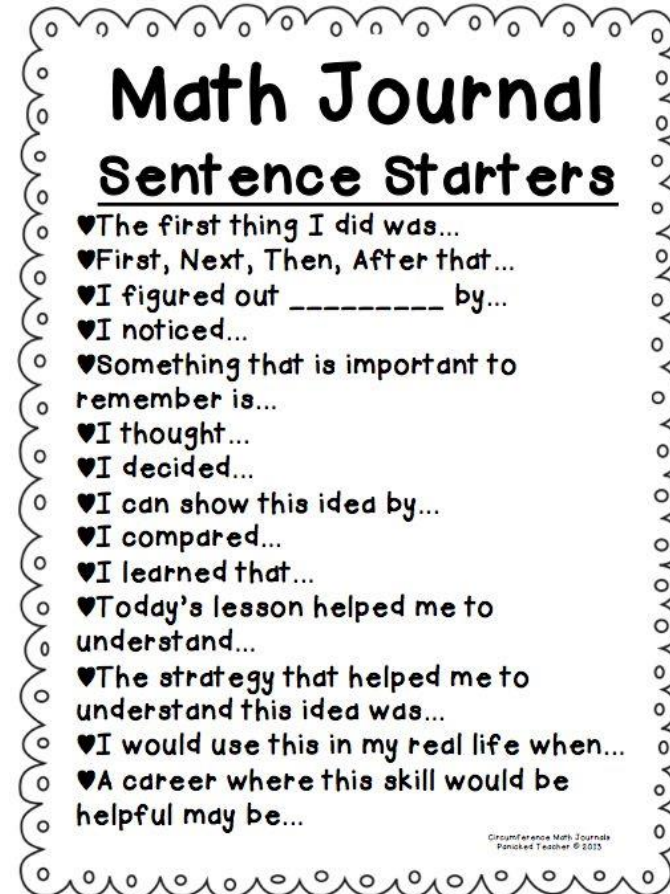 Math Journal
Sentence Starters
♥The first thing I did was...
♥First, Next, Then, After that...
♥I figured out _________ by...
♥I noticed...
♥Something that is important to
remember is...
♥I thought...
♥I decided...
♥I can show this idea by...
♥I compared...
♥I learned that...
♥Today's lesson helped me to
understand...
♥The strategy that helped me to
understand this idea was...
♥I would use this in my real life when...
♥A career where this skill would be
helpful may be...
Circumference Math Journals
Panicked Teacher © 2013